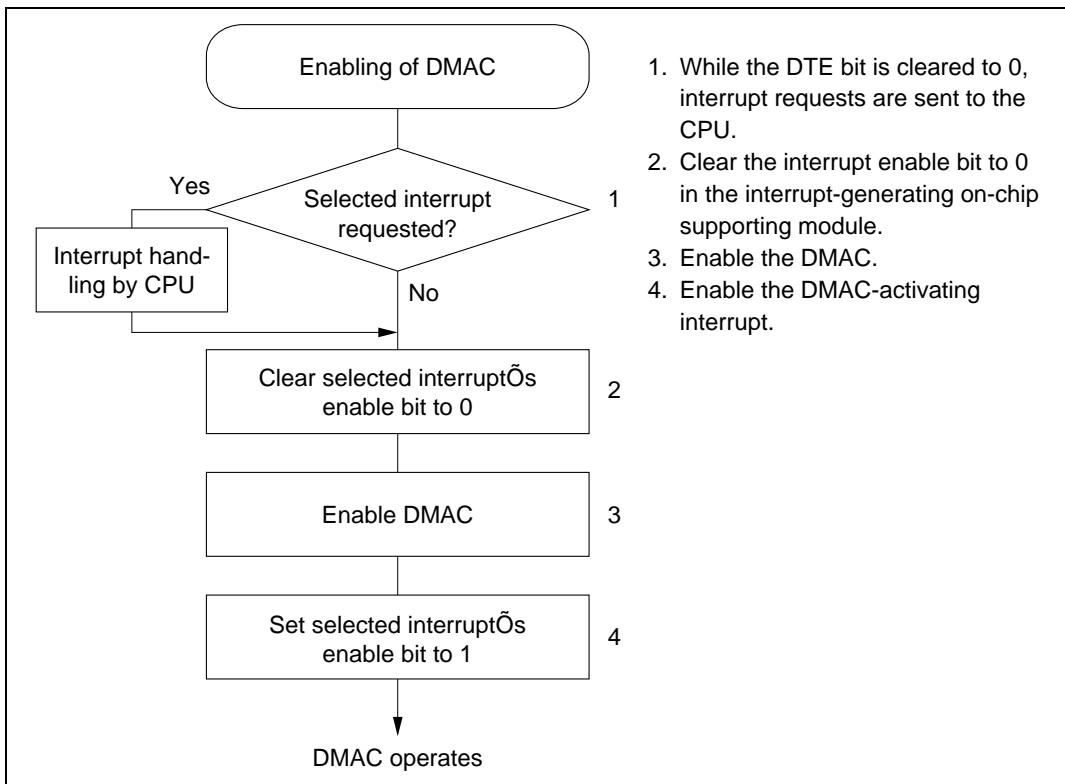 Enabling of DMAC
Yes
Selected interrupt
requested?
1
Interrupt hand-
ling by CPU
No
Clear selected interruptÕs
enable bit to 0
2
Enable DMAC
3
Set selected interruptÕs
enable bit to 1
4
DMAC operates
1. While the DTE bit is cleared to 0,
interrupt requests are sent to the
CPU.
2. Clear the interrupt enable bit to 0
in the interrupt-generating on-chip
supporting module.
3. Enable the DMAC.
4. Enable the DMAC-activating
interrupt.